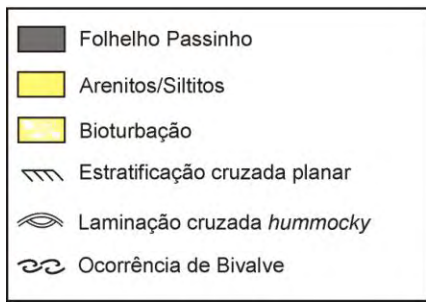 Folhelho Passinho
Arenitos/Siltitos
Bioturbação
Estratificação cruzada planar
Laminação cruzada hummocky
Ocorrência de Bivalve